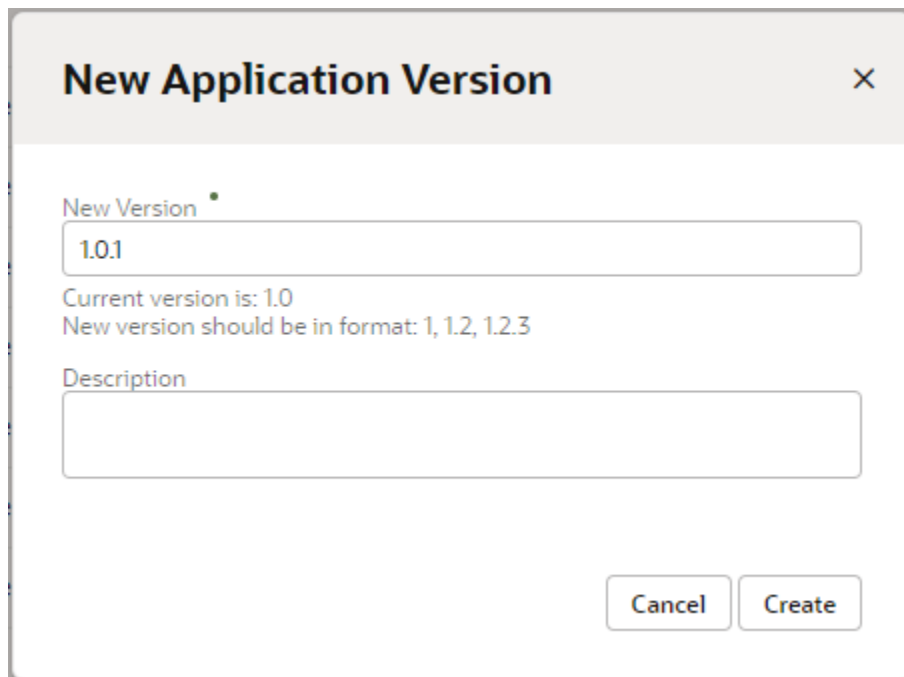 New Application Version
New Version
1.0.1
Current version is: 1.0
New version should be in format: 1, 1.2, 1.2.3
Description
Cancel Create